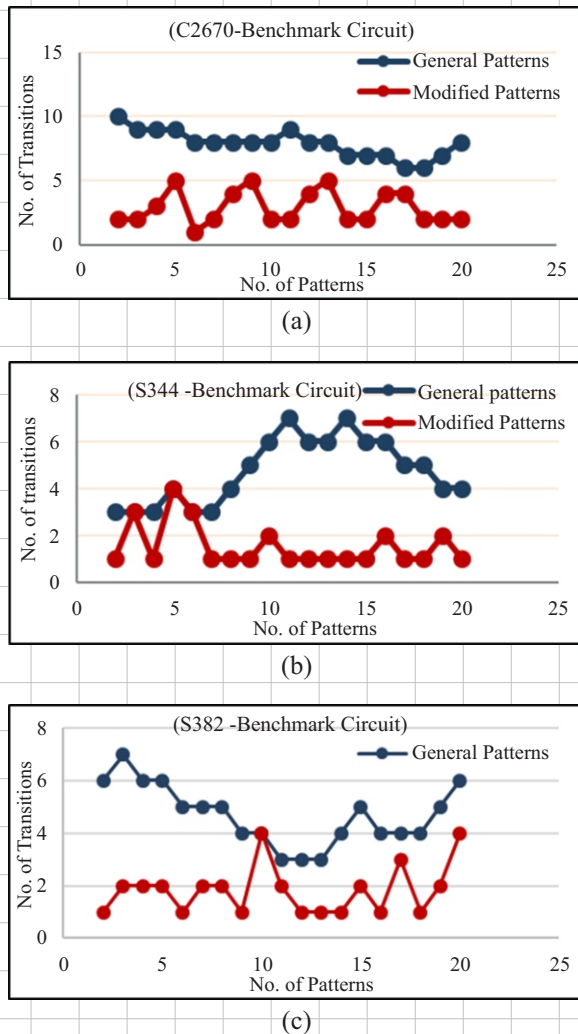 (C2670-Benchmark Circuit)
15
General Patterns
Modified Patterns
10
No. of Transitions
5
0
0 5 10 15 20 25
No. of Patterns
(a)
8
(S344 -Benchmark Circuit)
General patterns
Modified Patterns
6
No. of transitions
4
2
0
0 5 10 15 20 25
No. of Patterns
(b)
8
(S382 -Benchmark Circuit)
General Patterns
6
No. of Transitions
4
2
0
0 5 10 15 20 25
No. of Patterns
(c)